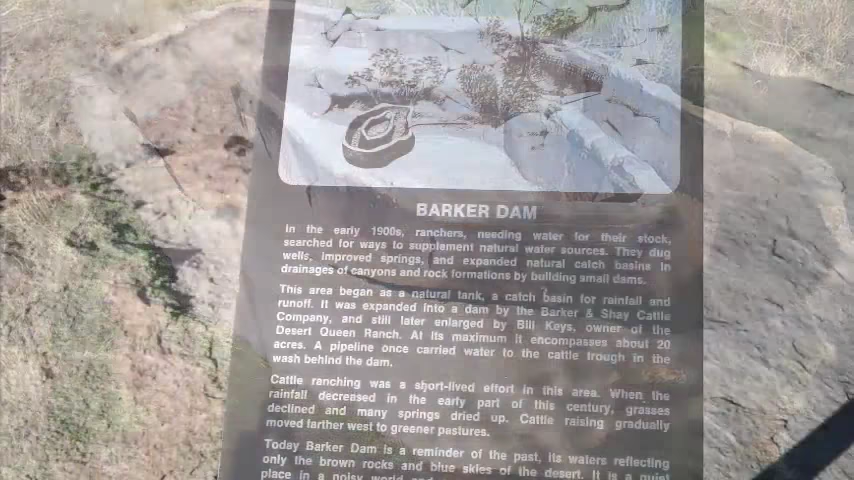 BARKER DAM
In the early 1900s, ranchers, needing water for their stock,
searched for ways to supplement natural water sources. They dug
wells, improved springs, and expanded natural catch basins in
drainages of canyons and rock formations by building small dams.
This area began as a natural tank, a catch basin for rainfall and
runoff. It was expanded into a dam by the Barker & Shay Cattle
Company, and still later enlarged by Bill Keys, owner of the
Desert Queen Ranch. At its maximum it encompasses about 20
acres. A pipeline once carried water to the cattle trough in the
wash behind the dam.
Cattle ranching was a short-lived effort in this area. When the
rainfall decreased in the early part of this century, grasses
declined and many springs dried up. Cattle raising gradually
moved farther west to greener pastures.
Today Barker Dam is a reminder of the past, its waters reflecting
only the brown rocks and blue skies of the desert. It is a quiet
place in a noisy world and